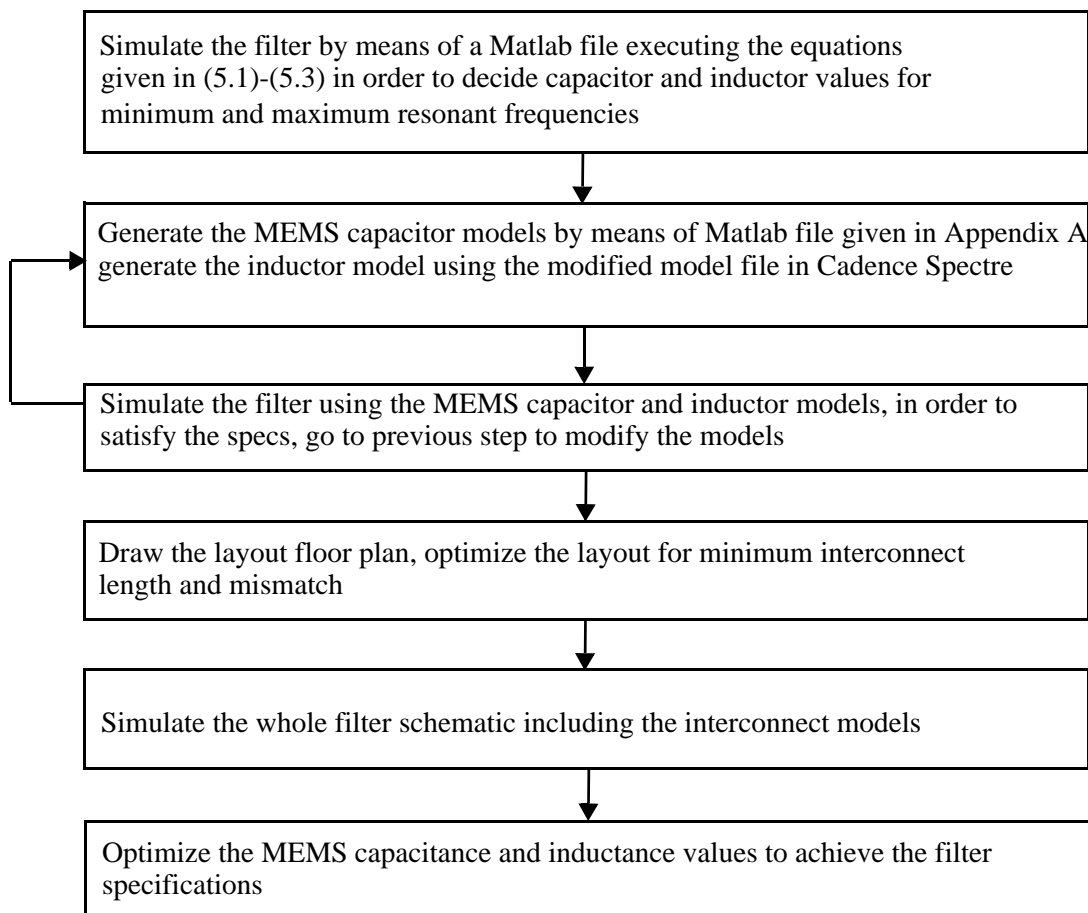 Simulate the filter by means of a Matlab file executing the equations
given in (5.1)-(5.3) in order to decide capacitor and inductor values for
minimum and maximum resonant frequencies
Generate the MEMS capacitor models by means of Matlab file given in Appendix A
generate the inductor model using the modified model file in Cadence Spectre
Simulate the filter using the MEMS capacitor and inductor models, in order to
satisfy the specs, go to previous step to modify the models
Draw the layout floor plan, optimize the layout for minimum interconnect
length and mismatch
Simulate the whole filter schematic including the interconnect models
Optimize the MEMS capacitance and inductance values to achieve the filter
specifications